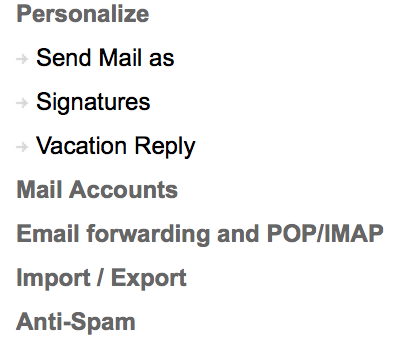 Personalize
Send Mail as
Signatures
Vacation Reply
Mail Accounts
Email forwarding and POP/IMAP
Import / Export
Anti-Spam